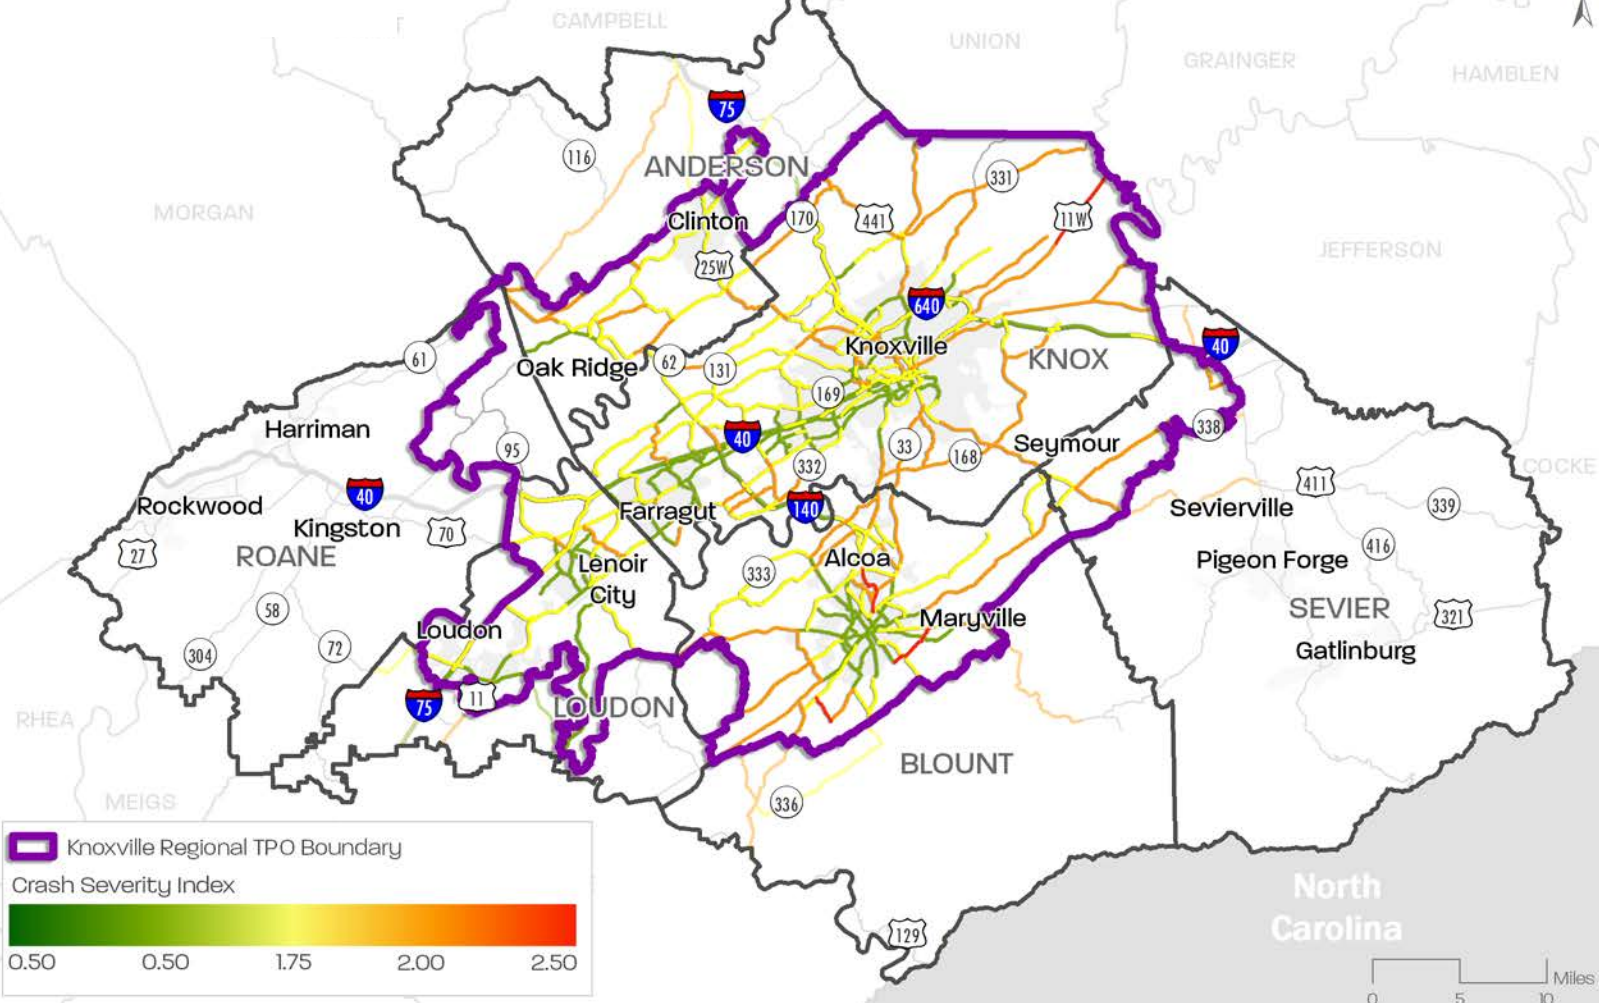 CAMPBELL
UNION
GRAINGER
HAMBLEN
75
116
ANDERSON
331
MORGAN
Clinton
170
441
11W
JEFFERSON
25W
640
Knoxville
40
61
Oak Ridge
62
131
KNOX
169
Harriman
95
40
33
168
Seymour
338
332
COCKE
Rockwood
40
Kingston
70
Farragut
140
Sevierville
411
339
27
ROANE
Lenoir
City
333
Alcoa
Pigeon Forge
416
58
Loudon
Maryville
SEVIER
321
304
72
Gatlinburg
RHEA
75
11
LOUDON
BLOUNT
MEIGS
336
Knoxville Regional TPO Boundary
Crash Severity Index
0.50 0.50 1.75 2.00 2.50
North
Carolina
129
Miles
0 5 10